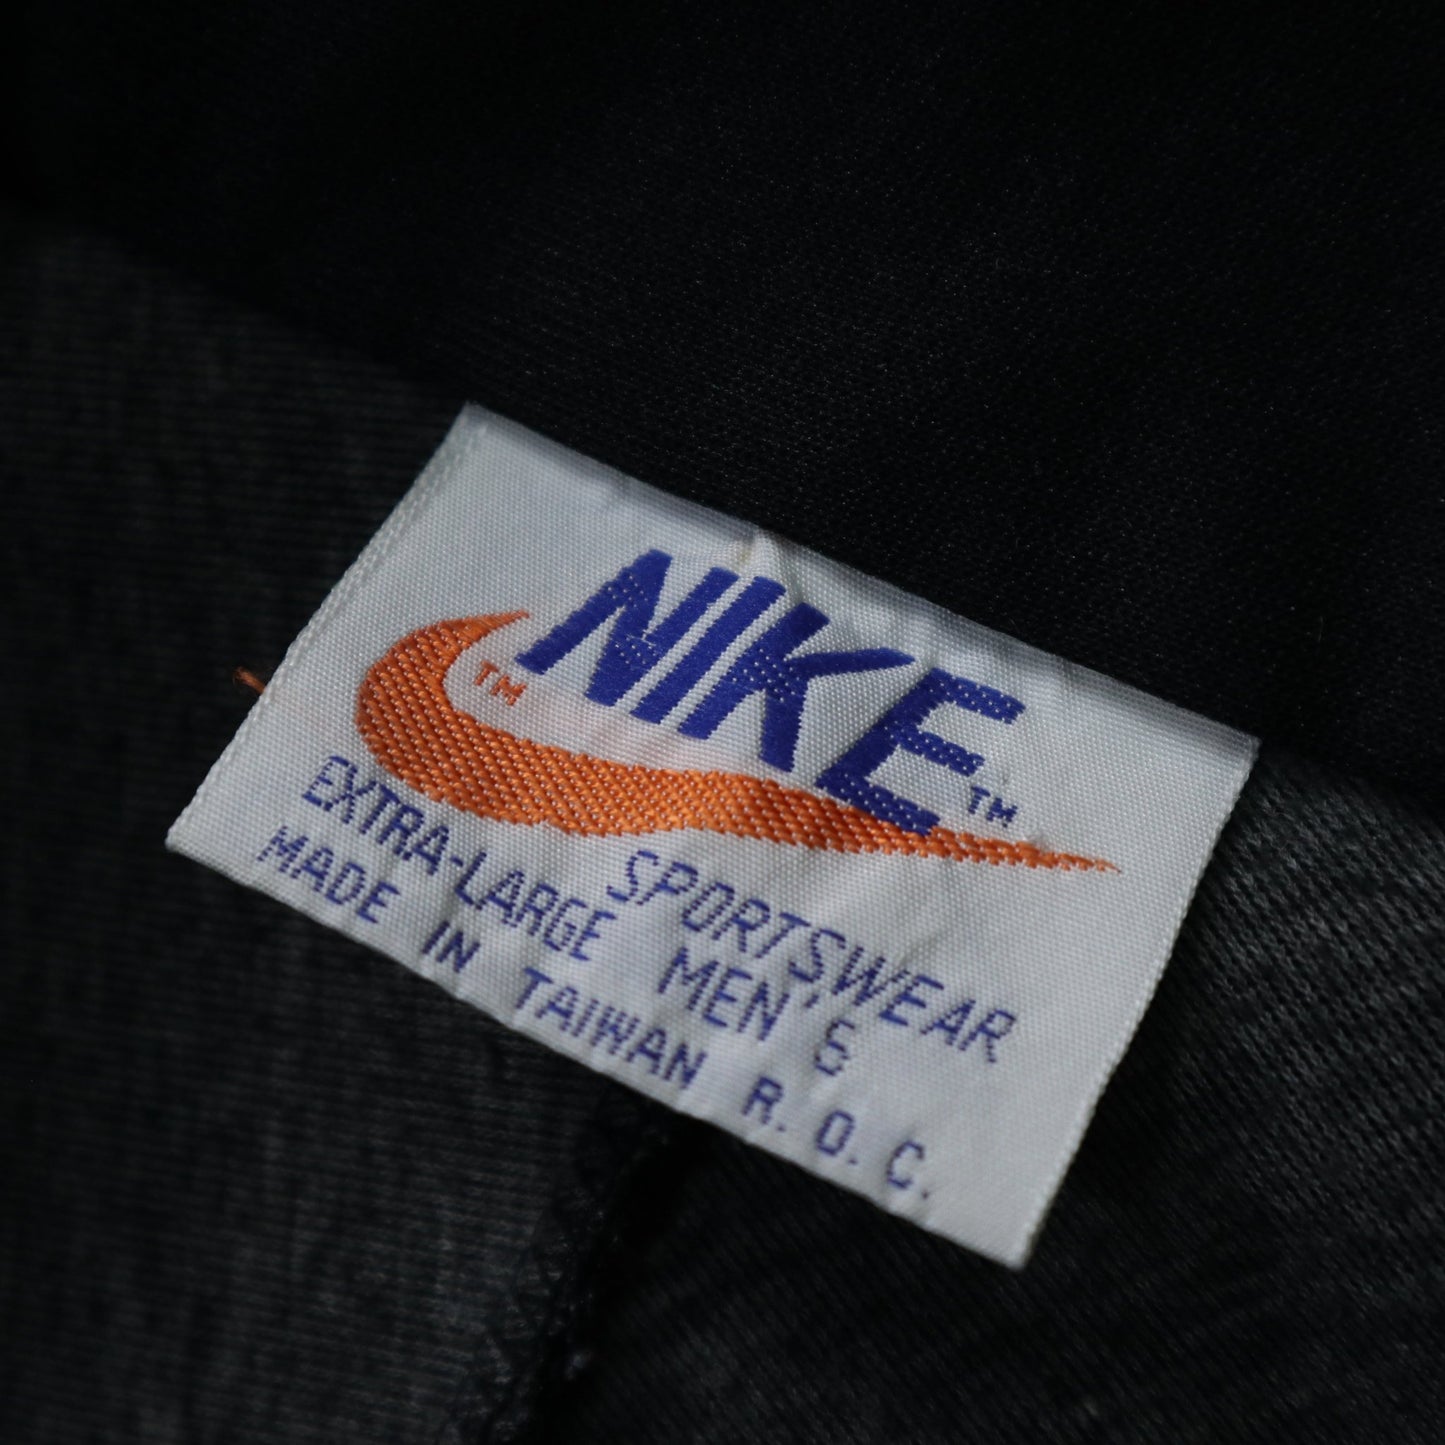 NIKE™
™
SPORTSWEAR
EXTRA-LARGE MEN'S
MADE IN TAIWAN R.O.C.